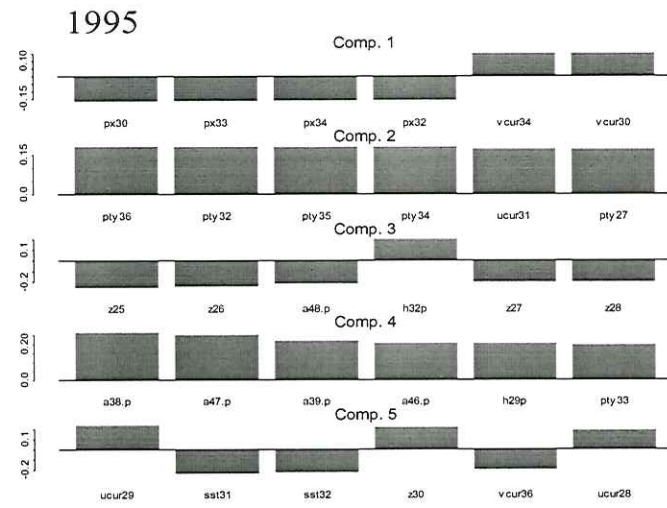 1995
Comp. 1
0.10
-0.15
px30 px33 px34 px32 vcur34 vcur30
Comp. 2
0.15
0.0
pty36 pty32 pty35 pty34 ucur31 pty27
Comp. 3
0.1
-0.2
z25 z26 a48.p h32p z27 z28
Comp. 4
0.20
0.0
a38.p a47.p a39.p a46.p h29p pty33
Comp. 5
0.1
-0.2
ucur29 sst31 sst32 z30 vcur36 ucur28